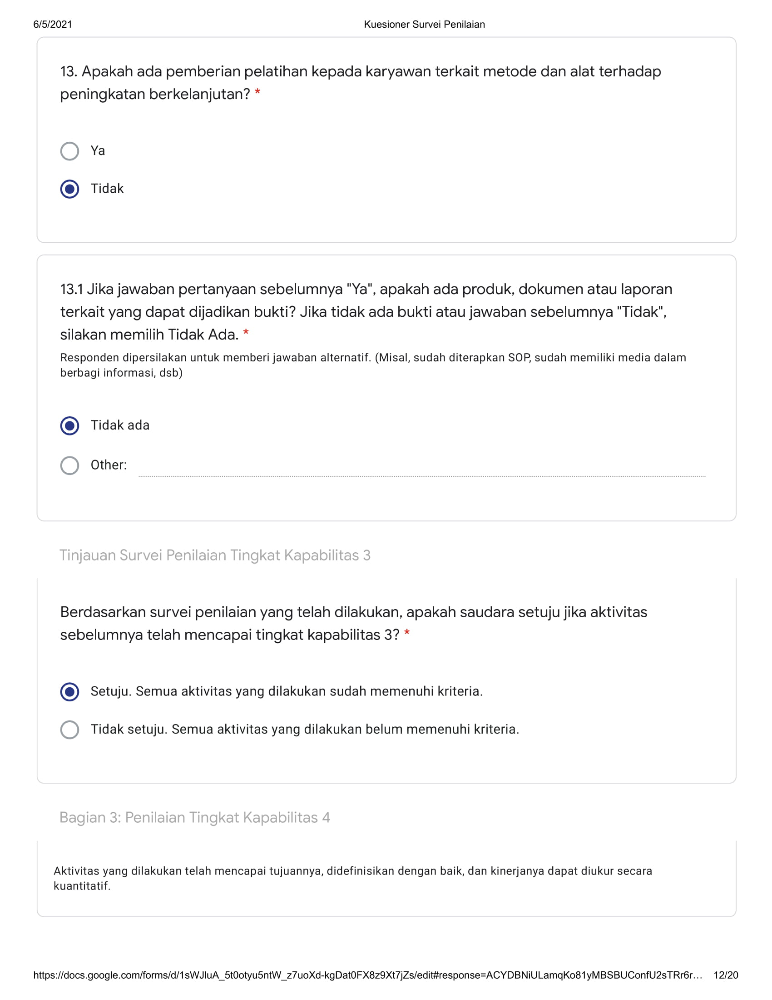 6/5/2021
Kuesioner Survei Penilaian
13. Apakah ada pemberian pelatihan kepada karyawan terkait metode dan alat terhadap
peningkatan berkelanjutan? *
Ya
Tidak
13.1 Jika jawaban pertanyaan sebelumnya "Ya", apakah ada produk, dokumen atau laporan
terkait yang dapat dijadikan bukti? Jika tidak ada bukti atau jawaban sebelumnya "Tidak",
silakan memilih Tidak Ada. *
Responden dipersilakan untuk memberi jawaban alternatif. (Misal, sudah diterapkan SOP, sudah memiliki media dalam
berbagi informasi, dsb)
Tidak ada
Other:
Tinjauan Survei Penilaian Tingkat Kapabilitas 3
Berdasarkan survei penilaian yang telah dilakukan, apakah saudara setuju jika aktivitas
sebelumnya telah mencapai tingkat kapabilitas 3? *
Setuju. Semua aktivitas yang dilakukan sudah memenuhi kriteria.
Tidak setuju. Semua aktivitas yang dilakukan belum memenuhi kriteria.
Bagian 3: Penilaian Tingkat Kapabilitas 4
Aktivitas yang dilakukan telah mencapai tujuannya, didefinisikan dengan baik, dan kinerjanya dapat diukur secara
kuantitatif.
https://docs.google.com/forms/d/1sWJIuA_5t0otyu5ntW_z7uoXd-kgDat0FX8z9Xt7jZs/edit#response=ACYDBNiULamqKo81yMBSBUConfU2sTRr6r…
12/20